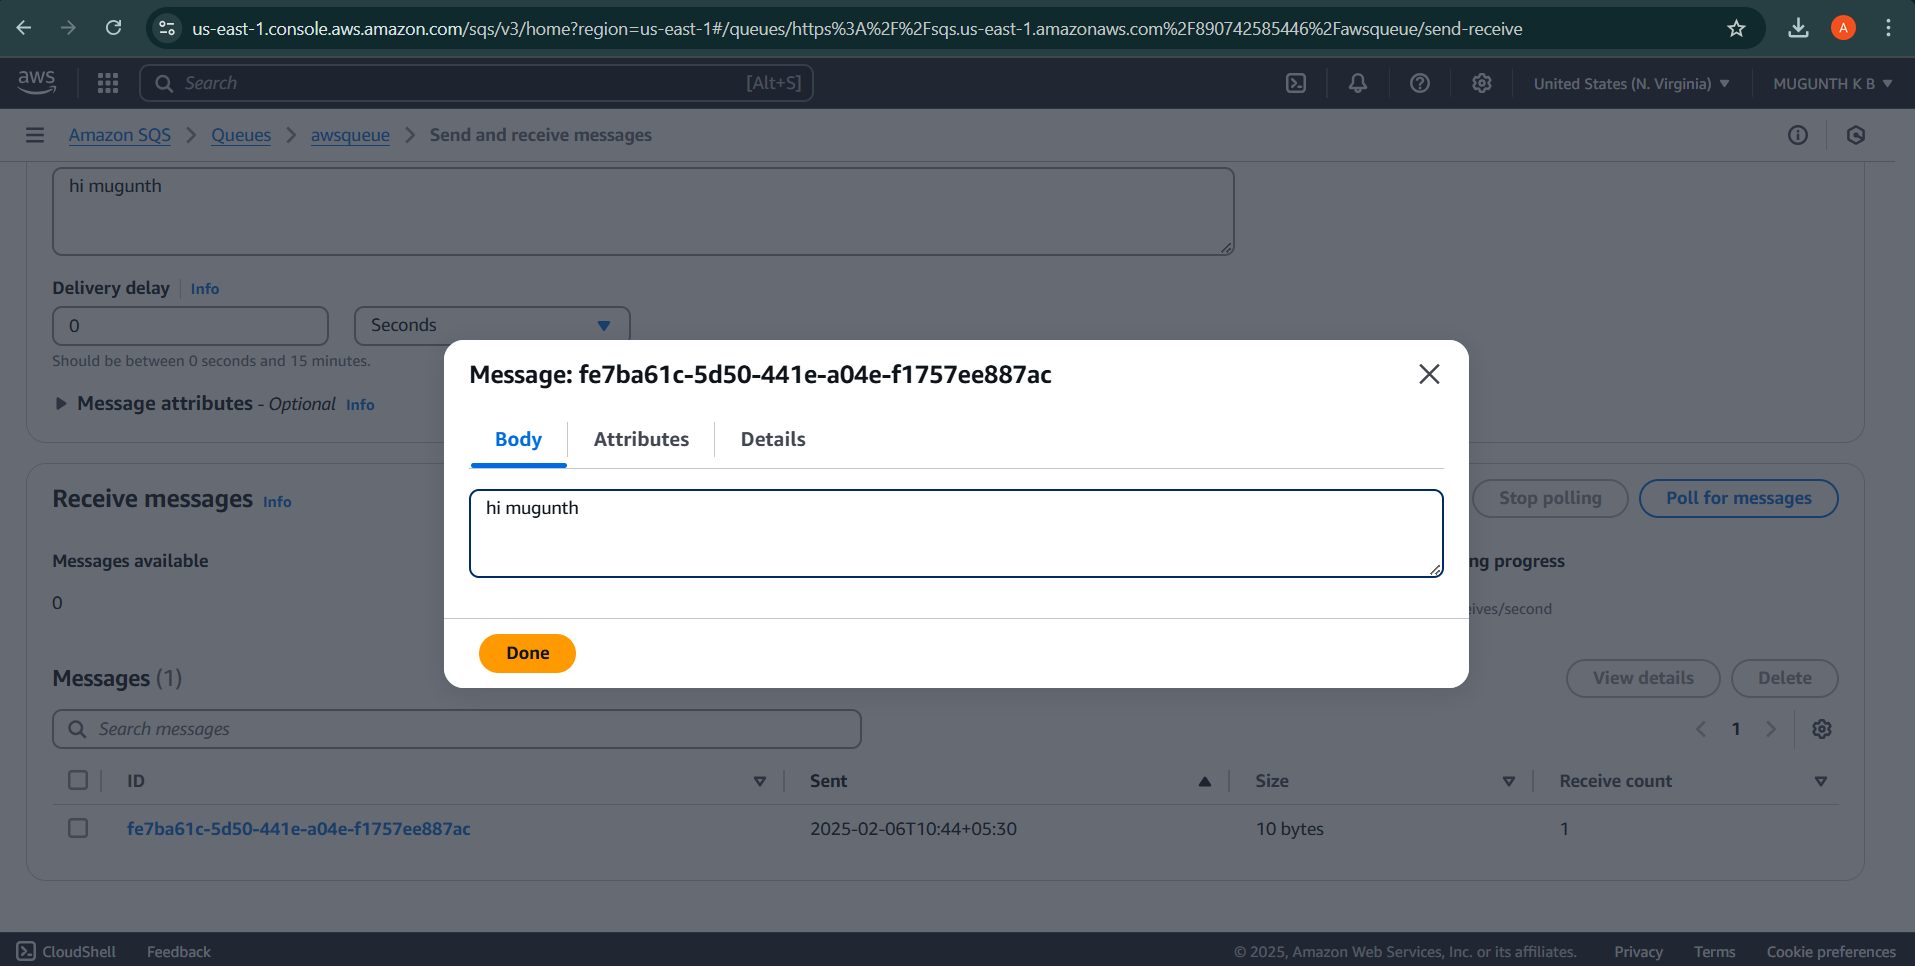 us-east-1.console.aws.amazon.com/sqs/v3/home?region=us-east-1#/queues/https%3A%2F%2Fsqs.us-east-1.amazonaws.com%2F890742585446%2Fawsqueue/send-receive
A
aws
Search [Alt+S]
United States (N. Virginia)
MUGUNTH K B
Amazon SQS > Queues > awsqueue > Send and receive messages
hi mugunth
Delivery delay Info
0
Seconds
Should be between 0 seconds and 15 minutes.
Message attributes - Optional Info
Message: fe7ba61c-5d50-441e-a04e-f1757ee887ac
Body Attributes Details
hi mugunth
Done
Receive messages Info
Stop polling
Poll for messages
Messages available
ng progress
0
eives/second
Messages (1)
View details
Delete
Search messages
1
ID Sent Size Receive count
fe7ba61c-5d50-441e-a04e-f1757ee887ac 2025-02-06T10:44+05:30 10 bytes 1
CloudShell Feedback © 2025, Amazon Web Services, Inc. or its affiliates. Privacy Terms Cookie preferences